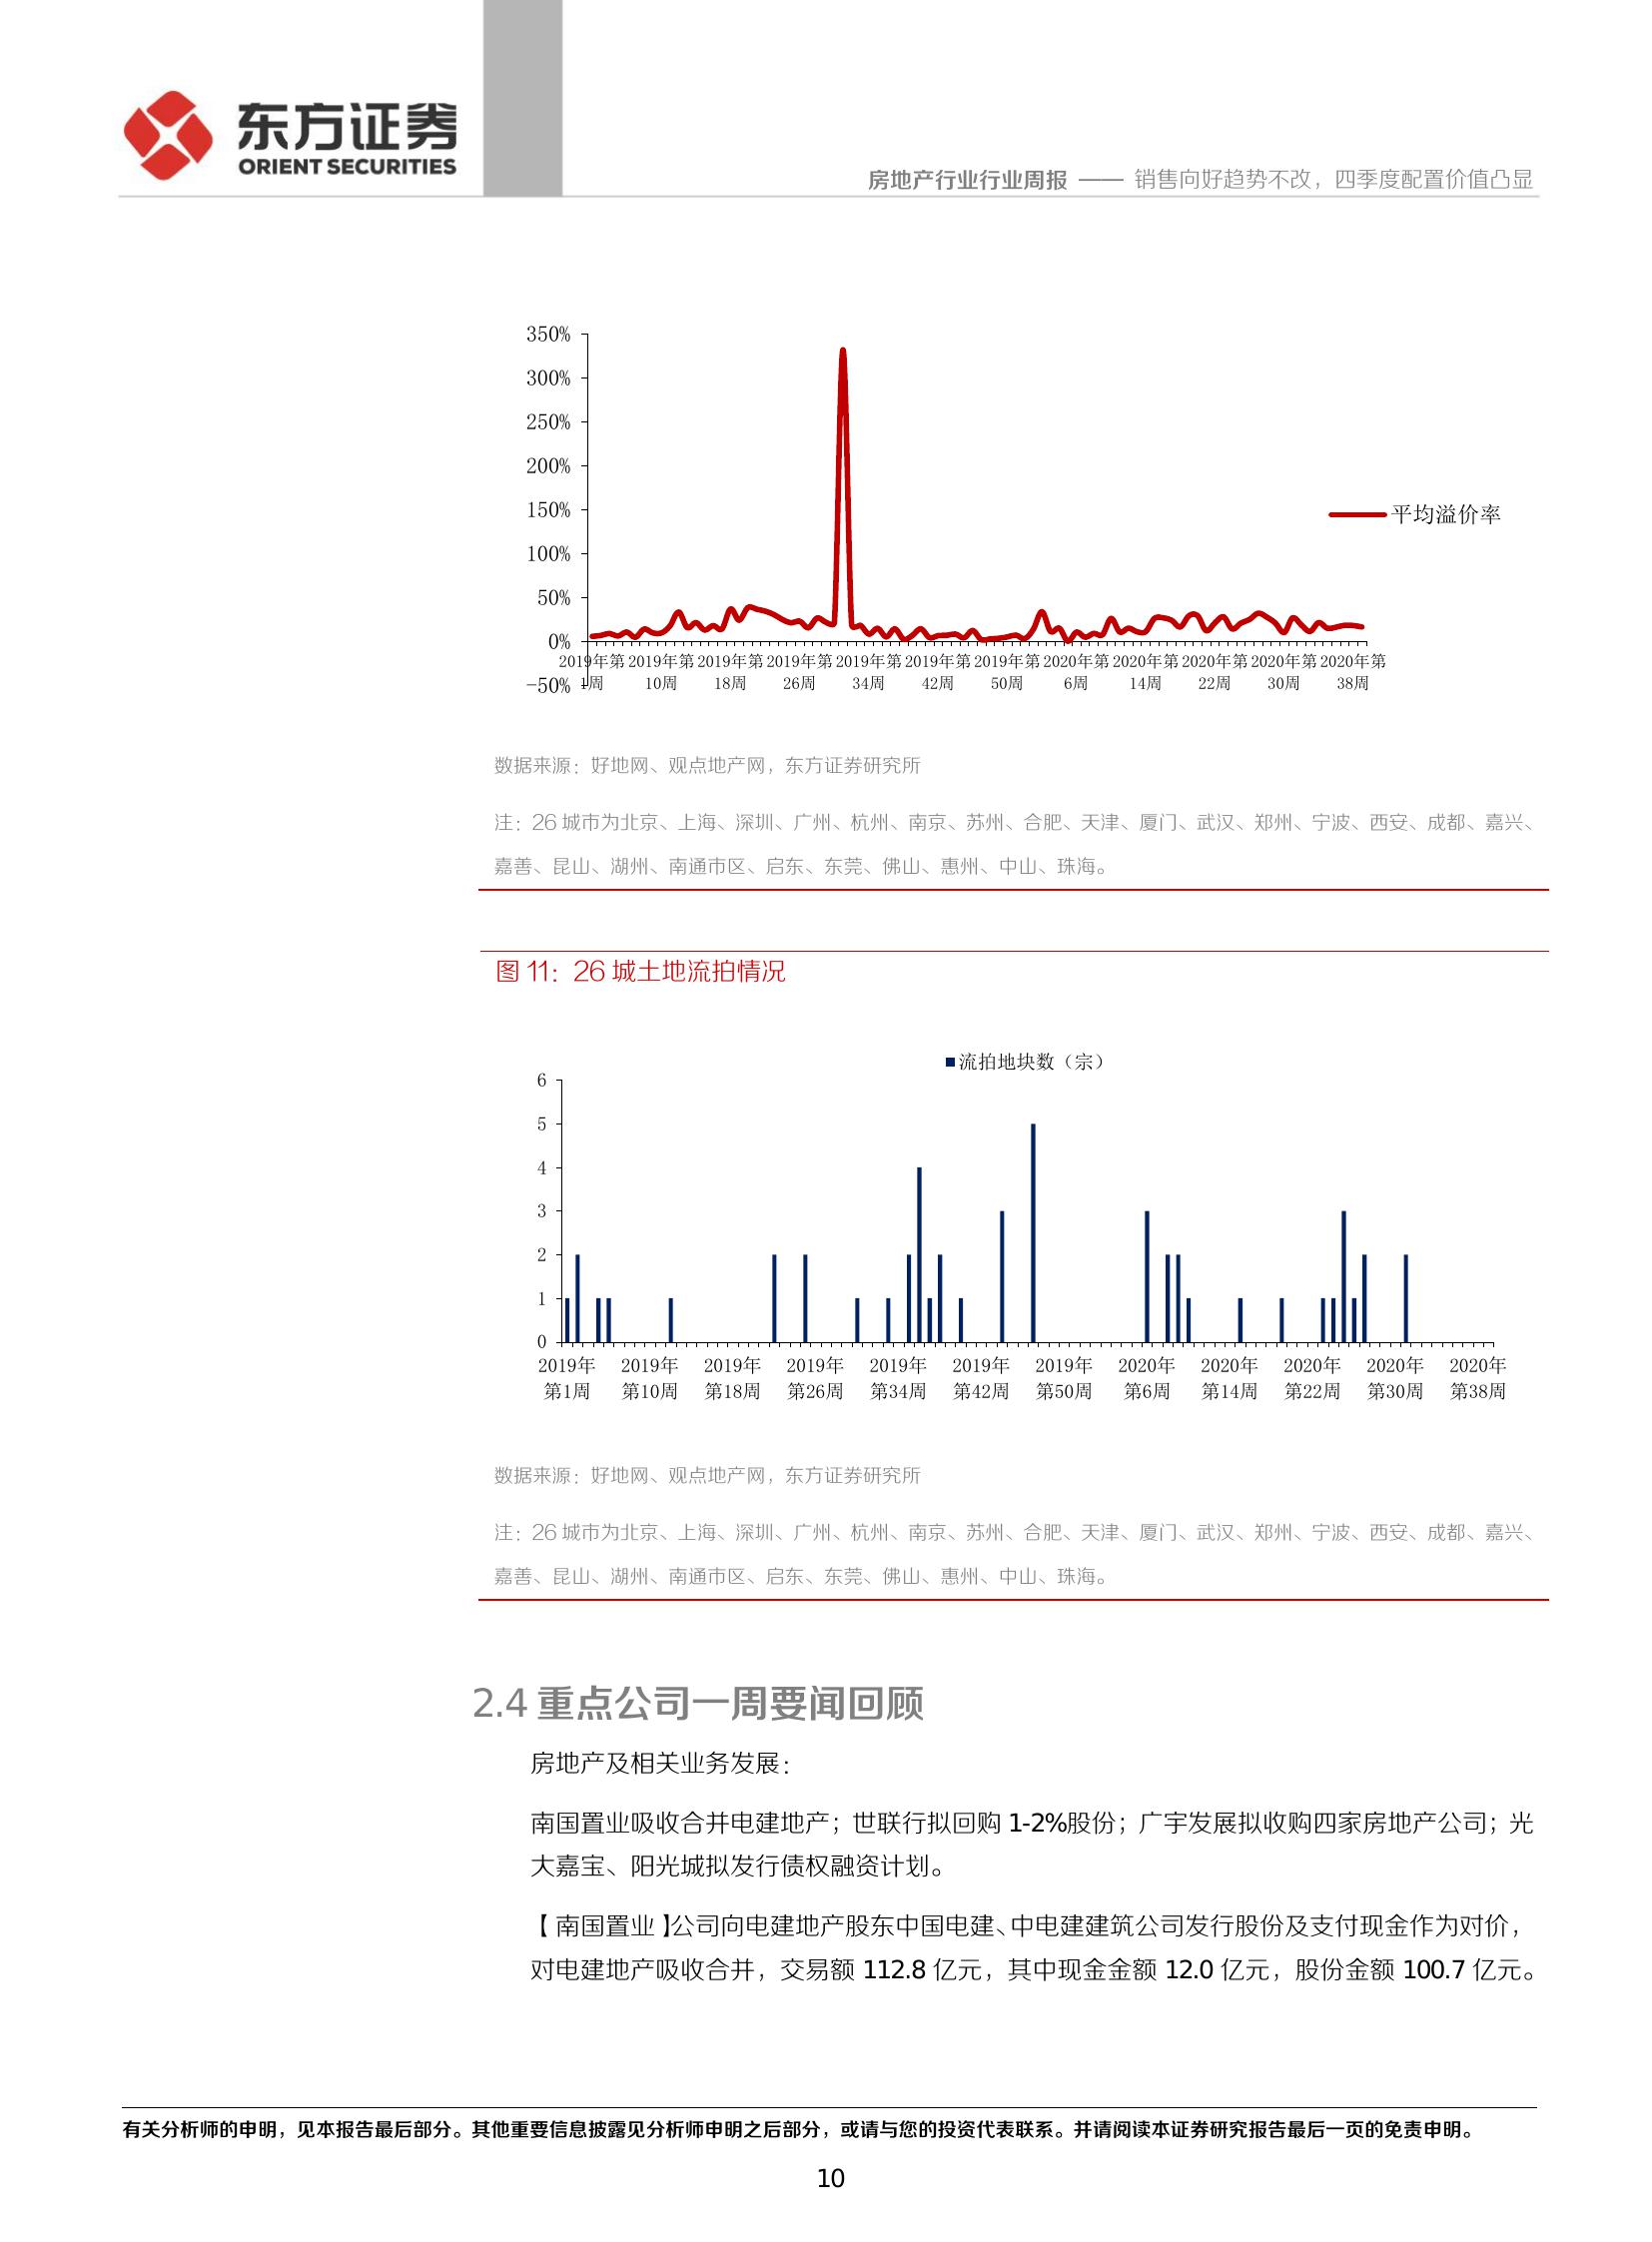 东方证券
ORIENT SECURITIES
房地产行业行业周报 —— 销售向好趋势不改，四季度配置价值凸显
350%
300%
250%
200%
150%
100%
50%
0%
-50%
平均溢价率
2019年第 2019年第 2019年第 2019年第 2019年第 2019年第 2019年第 2020年第 2020年第 2020年第 2020年第 2020年第
1周 10周 18周 26周 34周 42周 50周 6周 14周 22周 30周 38周
数据来源：好地网、观点地产网，东方证券研究所
注：26 城市为北京、上海、深圳、广州、杭州、南京、苏州、合肥、天津、厦门、武汉、郑州、宁波、西安、成都、嘉兴、
嘉善、昆山、湖州、南通市区、启东、东莞、佛山、惠州、中山、珠海。
图 11：26 城土地流拍情况
流拍地块数（宗）
6
5
4
3
2
1
0
2019年 2019年 2019年 2019年 2019年 2019年 2019年 2020年 2020年 2020年 2020年 2020年
第1周 第10周 第18周 第26周 第34周 第42周 第50周 第6周 第14周 第22周 第30周 第38周
数据来源：好地网、观点地产网，东方证券研究所
注：26 城市为北京、上海、深圳、广州、杭州、南京、苏州、合肥、天津、厦门、武汉、郑州、宁波、西安、成都、嘉兴、
嘉善、昆山、湖州、南通市区、启东、东莞、佛山、惠州、中山、珠海。
2.4 重点公司一周要闻回顾
房地产及相关业务发展：
南国置业吸收合并电建地产；世联行拟回购 1-2%股份；广宇发展拟收购四家房地产公司；光
大嘉宝、阳光城拟发行债权融资计划。
【南国置业】公司向电建地产股东中国电建、中电建建筑公司发行股份及支付现金作为对价，
对电建地产吸收合并，交易额 112.8 亿元，其中现金金额 12.0 亿元，股份金额 100.7 亿元。
有关分析师的申明，见本报告最后部分。其他重要信息披露见分析师申明之后部分，或请与您的投资代表联系。并请阅读本证券研究报告最后一页的免责申明。
10